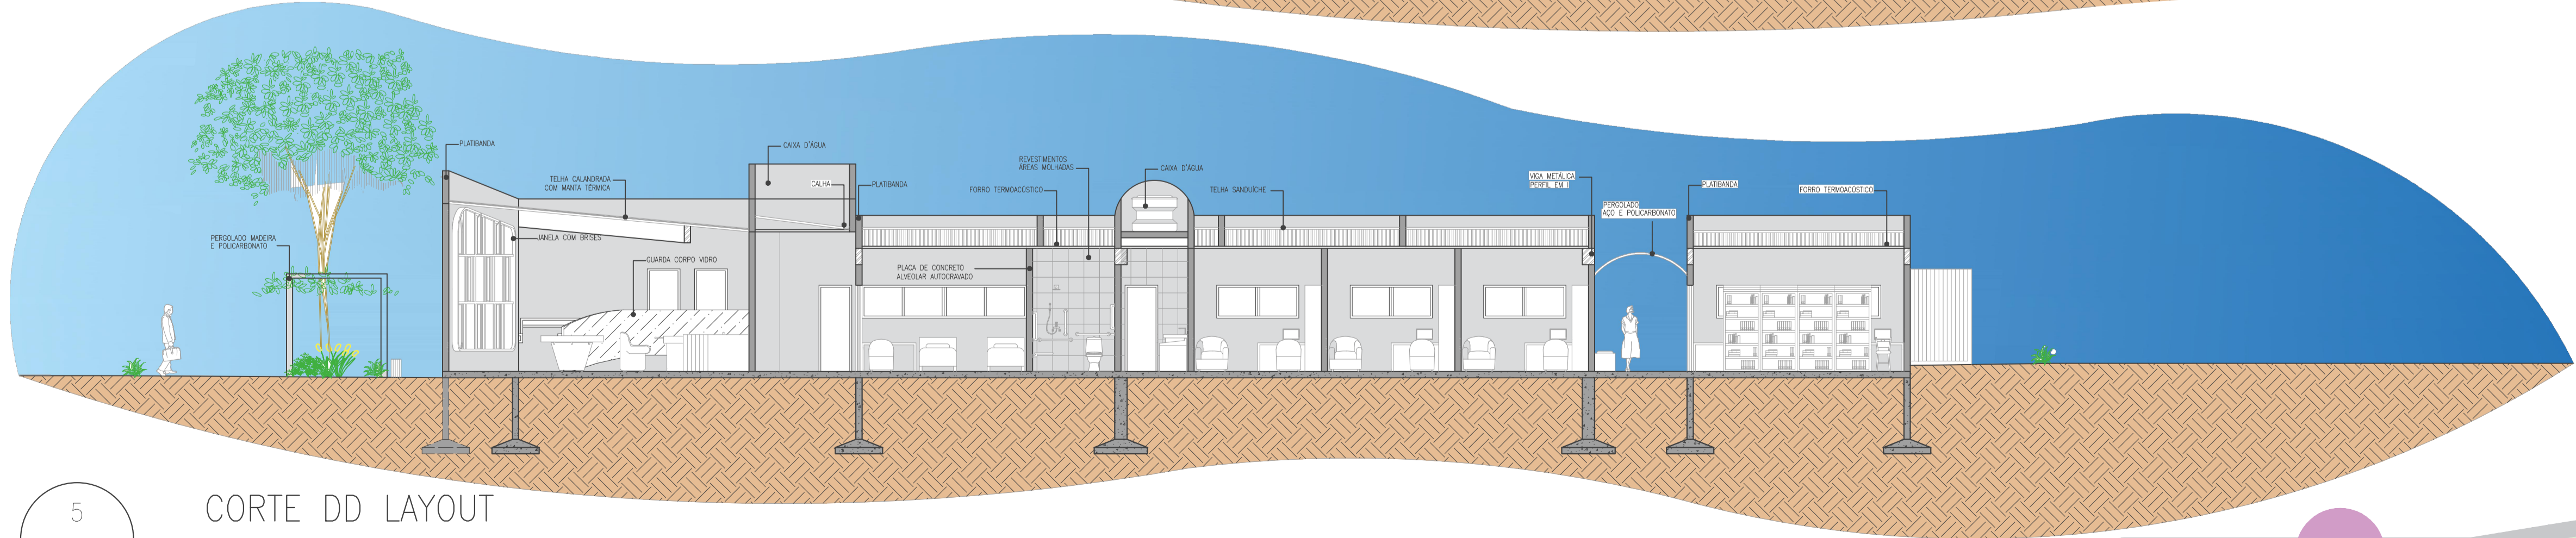 PLATIBANDA
CAIXA D'ÁGUA
TELHA CALANDRADA
COM MANTA TÉRMICA
CALHA
PLATIBANDA
REVESTIMENTOS
ÁREAS MOLHADAS
FORRO TERMOACÚSTICO
CAIXA D'ÁGUA
TELHA SANDUÍCHE
VIGA METÁLICA
PERFIL EM I
PERGOLADO
AÇO E POLICARBONATO
PLATIBANDA
FORRO TERMOACÚSTICO
PERGOLADO MADEIRA
E POLICARBONATO
JANELA COM BRISES
GUARDA CORPO VIDRO
PLACA DE CONCRETO
ALVEOLAR AUTOCRAVADO
5
CORTE DD LAYOUT